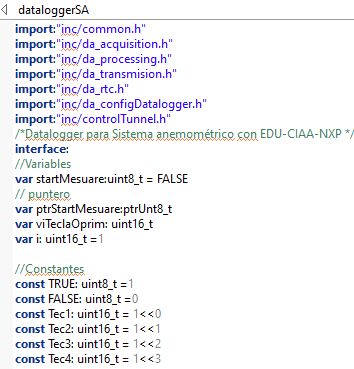 dataloggerSA
import:"inc/common.h"
import:"inc/da_acquisition.h"
import:"inc/da_processing.h"
import:"inc/da_transmision.h"
import:"inc/da_rtc.h"
import:"inc/da_configDatalogger.h"
import:"inc/controlTunnel.h"
/*Datalogger para Sistema anemométrico con EDU-CIAA-NXP */
interface:
//Variables
var startMesuare:uint8_t = FALSE
// puntero
var ptrStartMesuare:ptrUnt8_t
var viTeclaOprim: uint16_t
var i: uint16_t =1
//Constantes
const TRUE: uint8_t =1
const FALSE: uint8_t =0
const Tec1: uint16_t = 1<<0
const Tec2: uint16_t = 1<<1
const Tec3: uint16_t = 1<<2
const Tec4: uint16_t = 1<<3